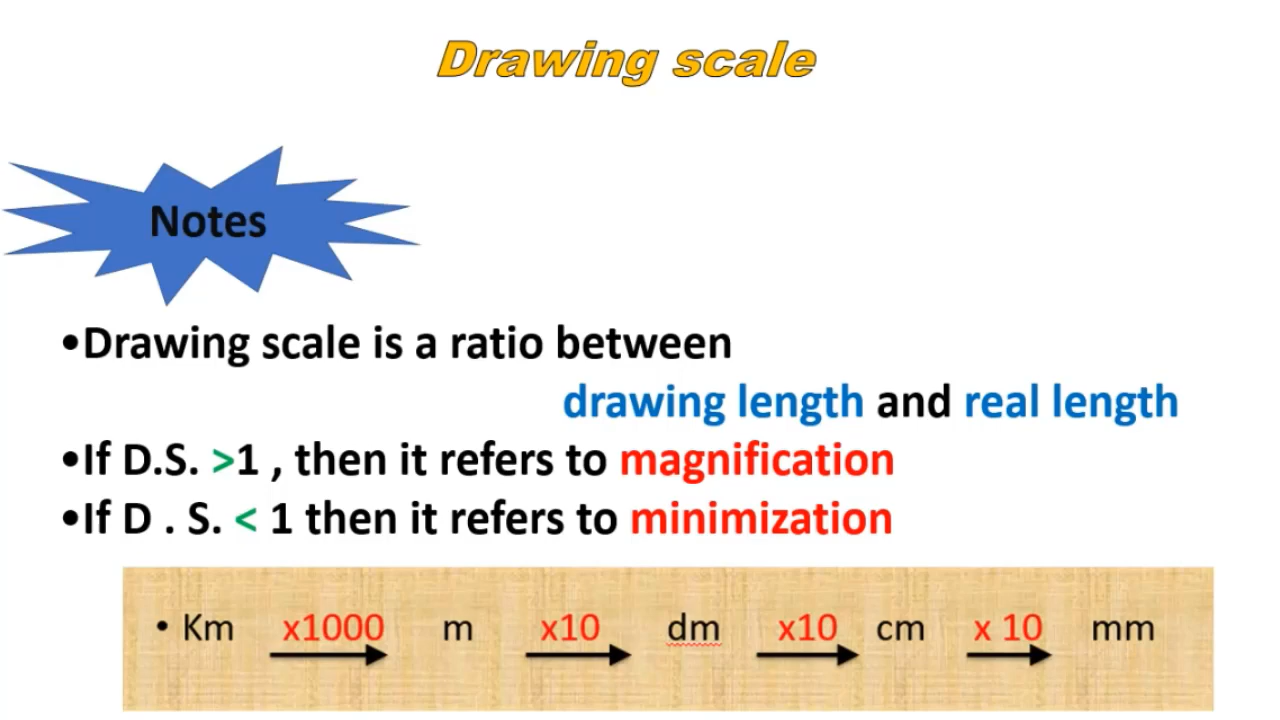 Drawing scale
Notes
•Drawing scale is a ratio between
drawing length and real length
•If D.S. >1 , then it refers to magnification
•If D . S. < 1 then it refers to minimization
• Km x1000 m x10 dm x10 cm x 10 mm